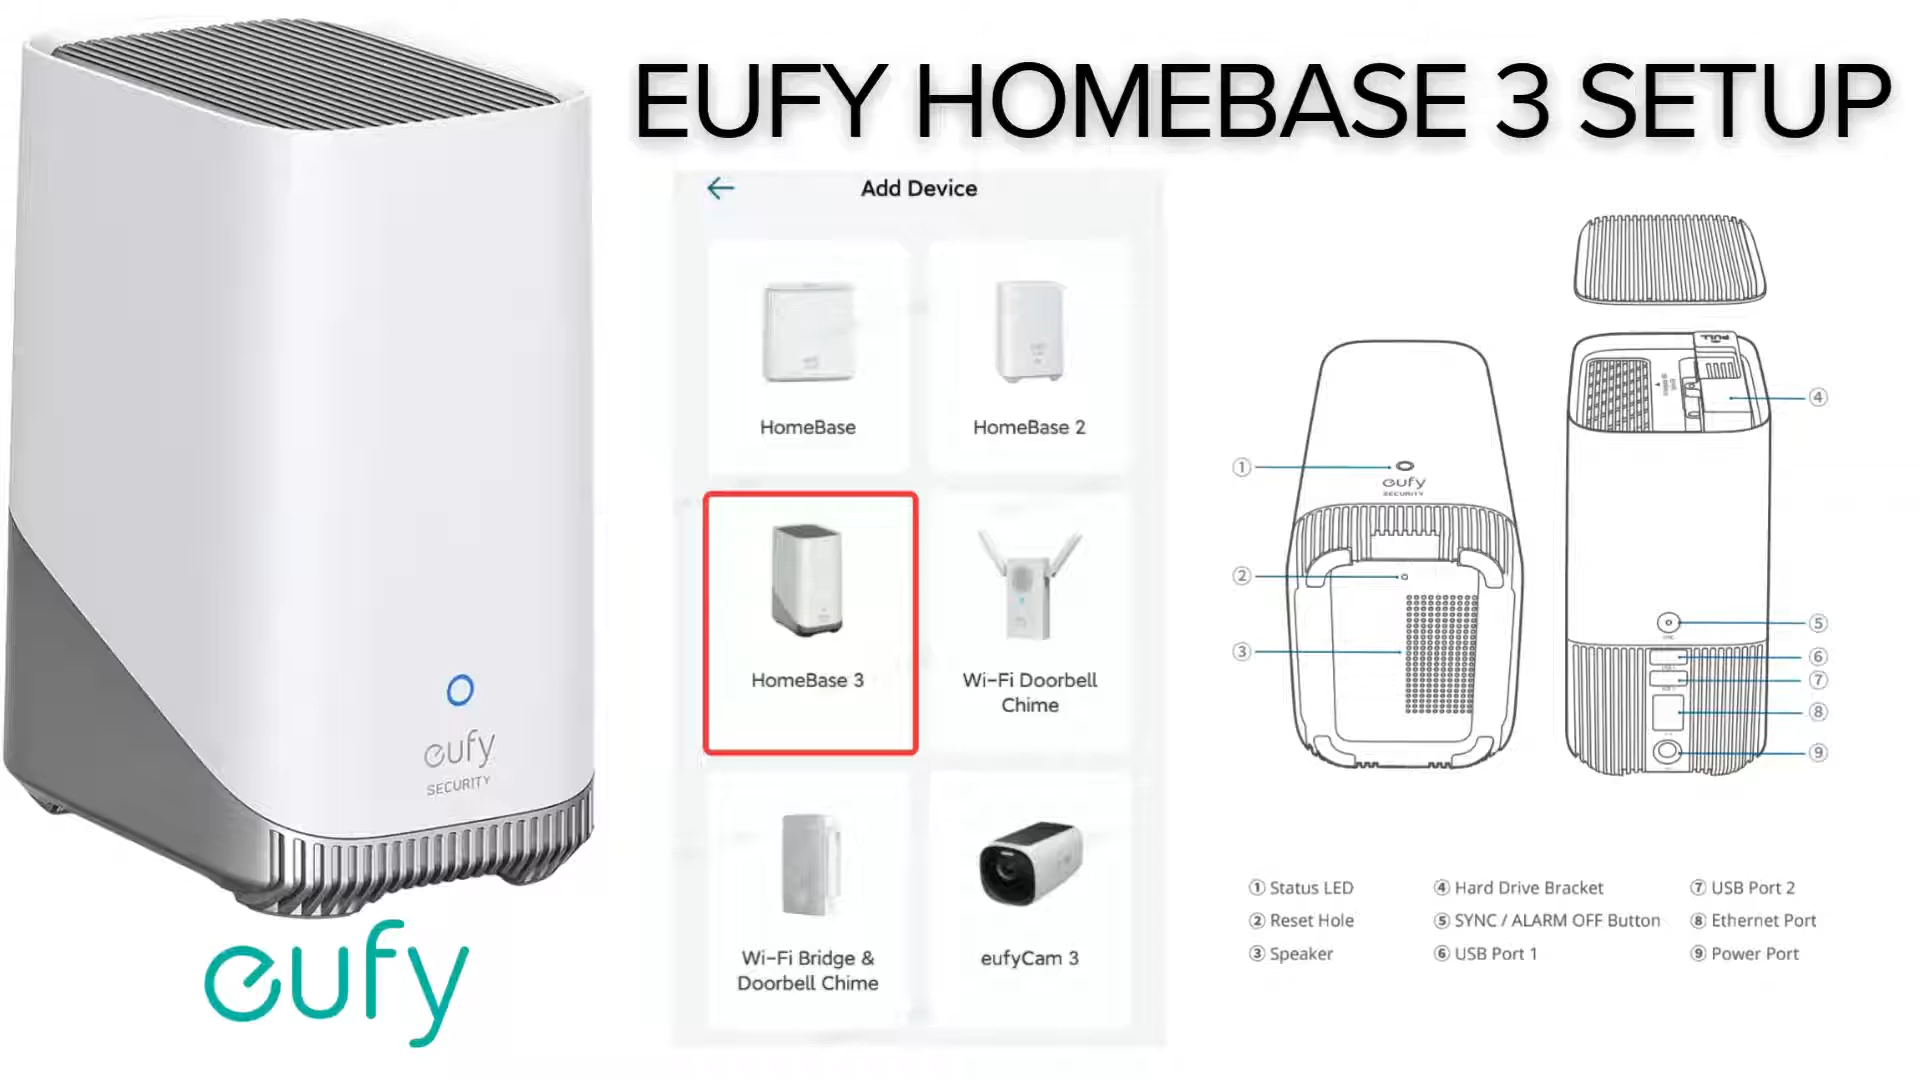 EUFY HOMEBASE 3 SETUP
eufy
SECURITY
eufy
Add Device
HomeBase
HomeBase 2
HomeBase 3
Wi-Fi Doorbell
Chime
Wi-Fi Bridge &
Doorbell Chime
eufyCam 3
①
eufy
SECURITY
②
③
PULL
④
⑤
SYNC
⑥
⑦
⑧
⑨
① Status LED
② Reset Hole
③ Speaker
④ Hard Drive Bracket
⑤ SYNC / ALARM OFF Button
⑥ USB Port 1
⑦ USB Port 2
⑧ Ethernet Port
⑨ Power Port